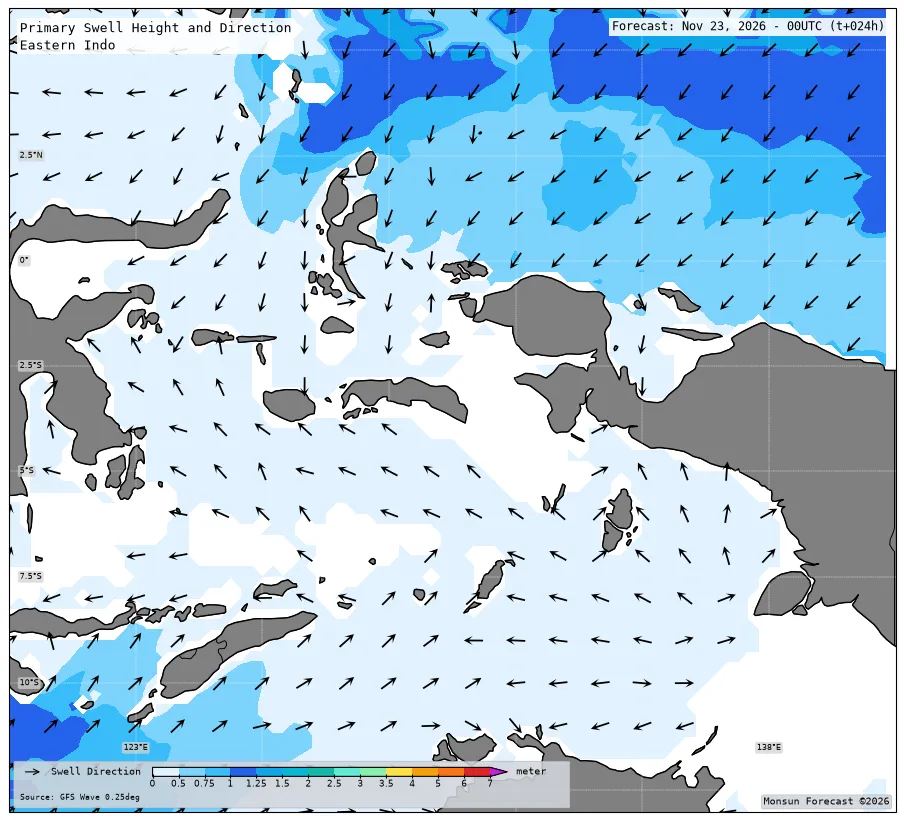 Primary Swell Height and Direction
Eastern Indo
Forecast: Nov 23, 2026 - 00UTC (t+024h)
2.5°N
0°
2.5°S
5°S
7.5°S
10°S
123°E
138°E
Swell Direction
0 0.5 0.75 1 1.25 1.5 2 2.5 3 3.5 4 5 6 7
meter
Source: GFS Wave 0.25deg
Monsun Forecast ©2026